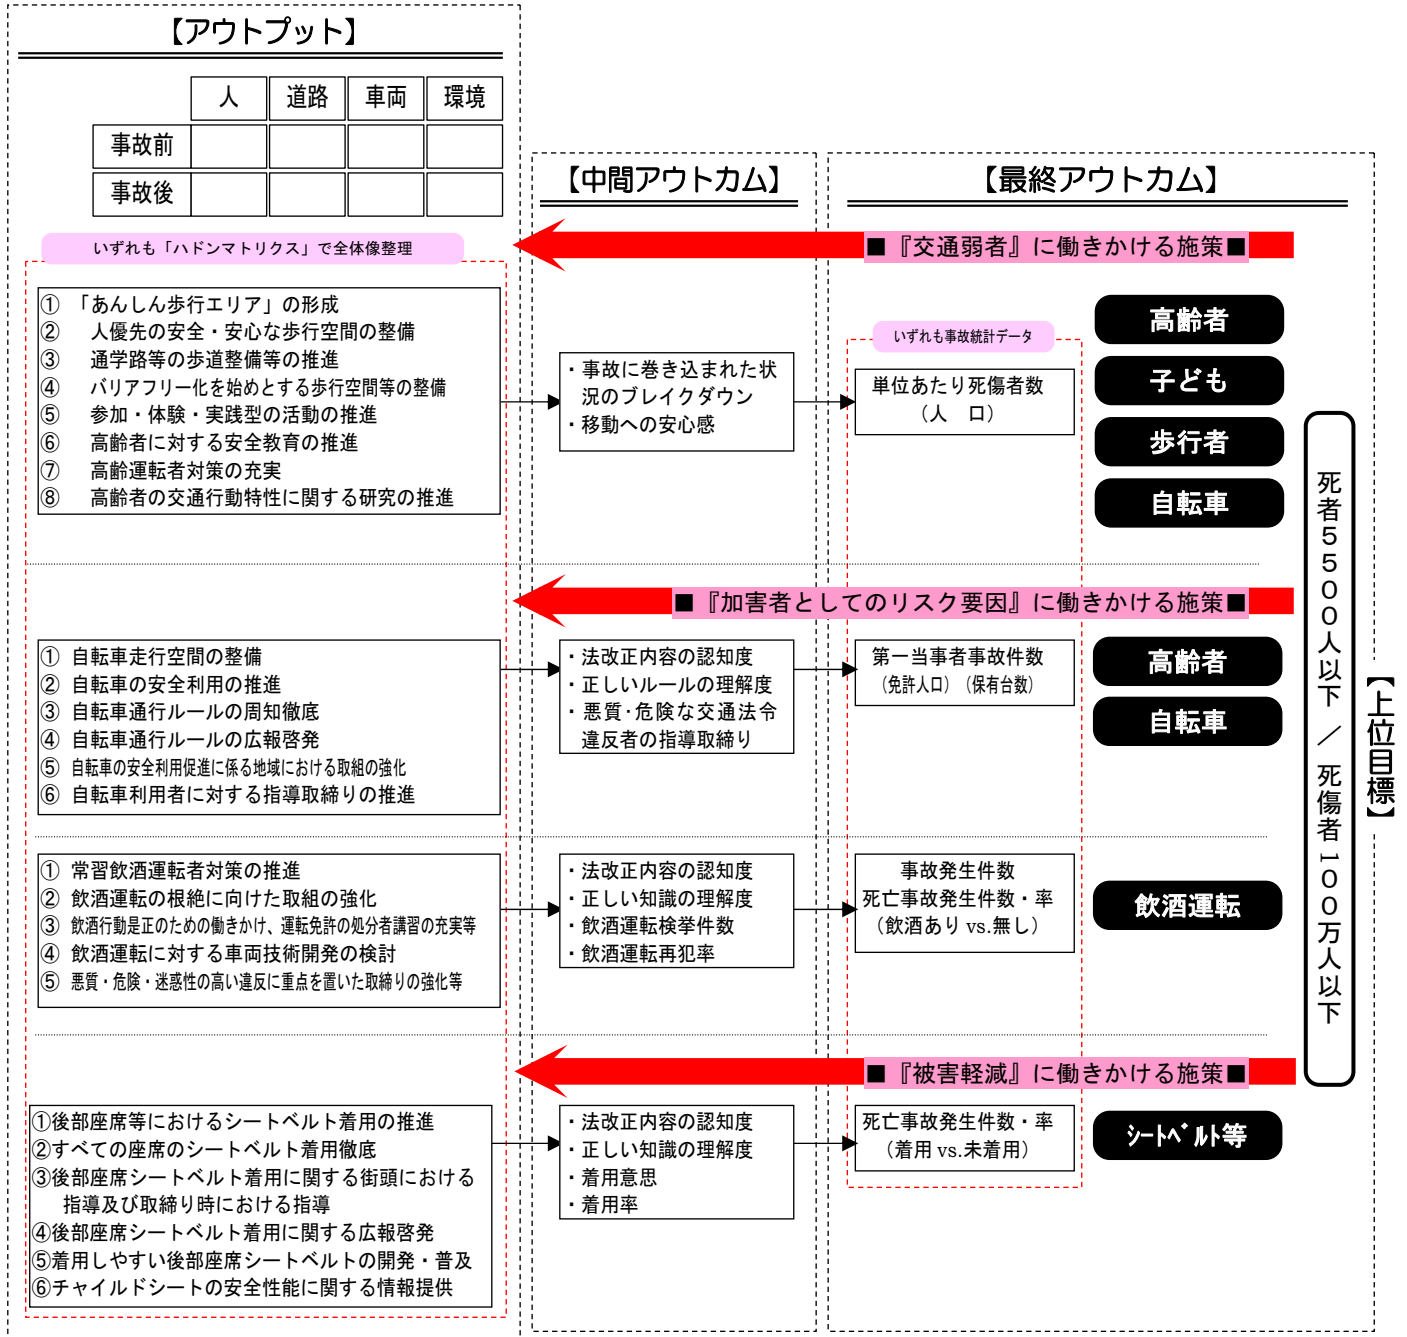 【アウトプット】
人 道路 車両 環境
事故前
事故後
いずれも「ハドンマトリクス」で全体像整理
【中間アウトカム】
【最終アウトカム】
■『交通弱者』に働きかける施策■
① 「あんしん歩行エリア」の形成
② 人優先の安全・安心な歩行空間の整備
③ 通学路等の歩道整備等の推進
④ バリアフリー化を始めとする歩行空間等の整備
⑤ 参加・体験・実践型の活動の推進
⑥ 高齢者に対する安全教育の推進
⑦ 高齢運転者対策の充実
⑧ 高齢者の交通行動特性に関する研究の推進
・事故に巻き込まれた状
況のブレイクダウン
・移動への安心感
いずれも事故統計データ
単位あたり死傷者数
（人 口）
高齢者
子ども
歩行者
自転車
■『加害者としてのリスク要因』に働きかける施策■
① 自転車走行空間の整備
② 自転車の安全利用の推進
③ 自転車通行ルールの周知徹底
④ 自転車通行ルールの広報啓発
⑤ 自転車の安全利用促進に係る地域における取組の強化
⑥ 自転車利用者に対する指導取締りの推進
・法改正内容の認知度
・正しいルールの理解度
・悪質・危険な交通法令
違反者の指導取締り
第一当事者事故件数
（免許人口）（保有台数）
高齢者
自転車
① 常習飲酒運転者対策の推進
② 飲酒運転の根絶に向けた取組の強化
③ 飲酒行動是正のための働きかけ、運転免許の処分者講習の充実等
④ 飲酒運転に対する車両技術開発の検討
⑤ 悪質・危険・迷惑性の高い違反に重点を置いた取締りの強化等
・法改正内容の認知度
・正しい知識の理解度
・飲酒運転検挙件数
・飲酒運転再犯率
事故発生件数
死亡事故発生件数・率
（飲酒あり vs.無し）
飲酒運転
■『被害軽減』に働きかける施策■
①後部座席等におけるシートベルト着用の推進
②すべての座席のシートベルト着用徹底
③後部座席シートベルト着用に関する街頭における
指導及び取締り時における指導
④後部座席シートベルト着用に関する広報啓発
⑤着用しやすい後部座席シートベルトの開発・普及
⑥チャイルドシートの安全性能に関する情報提供
・法改正内容の認知度
・正しい知識の理解度
・着用意思
・着用率
死亡事故発生件数・率
（着用 vs.未着用）
ｼｰﾄﾍﾞﾙﾄ等
死者５５００人以下 ／ 死傷者１００万人以下
【上位目標】